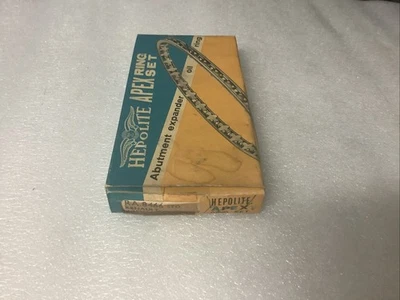 HEPOLITE APEX RING SET
Abutment expander oil ring
HEPOLITE
APEX